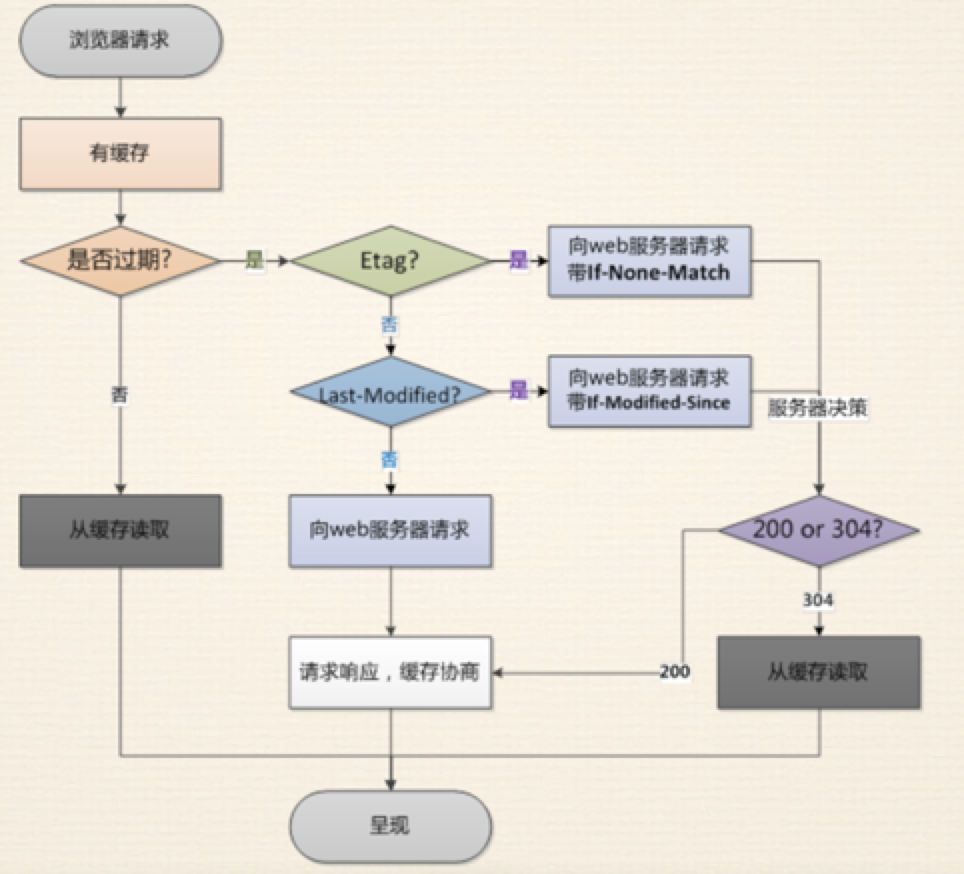 浏览器请求
有缓存
是否过期?
是
Etag?
是
向web服务器请求
带If-None-Match
否
否
Last-Modified?
是
向web服务器请求
带If-Modified-Since
服务器决策
否
从缓存读取
向web服务器请求
200 or 304?
304
请求响应，缓存协商
200
从缓存读取
呈现